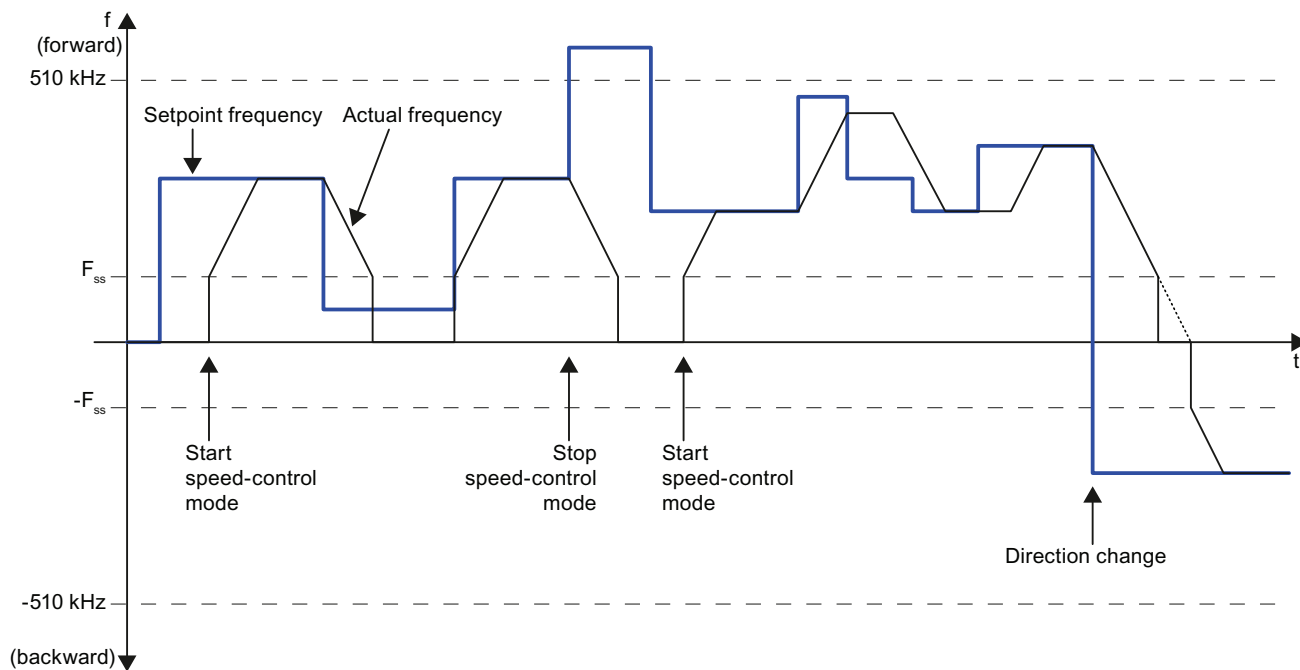 f
(forward)
510 kHz
Setpoint frequency
Actual frequency
Fss
t
-Fss
Start
speed-control
mode
Stop
speed-control
mode
Start
speed-control
mode
Direction change
-510 kHz
(backward)